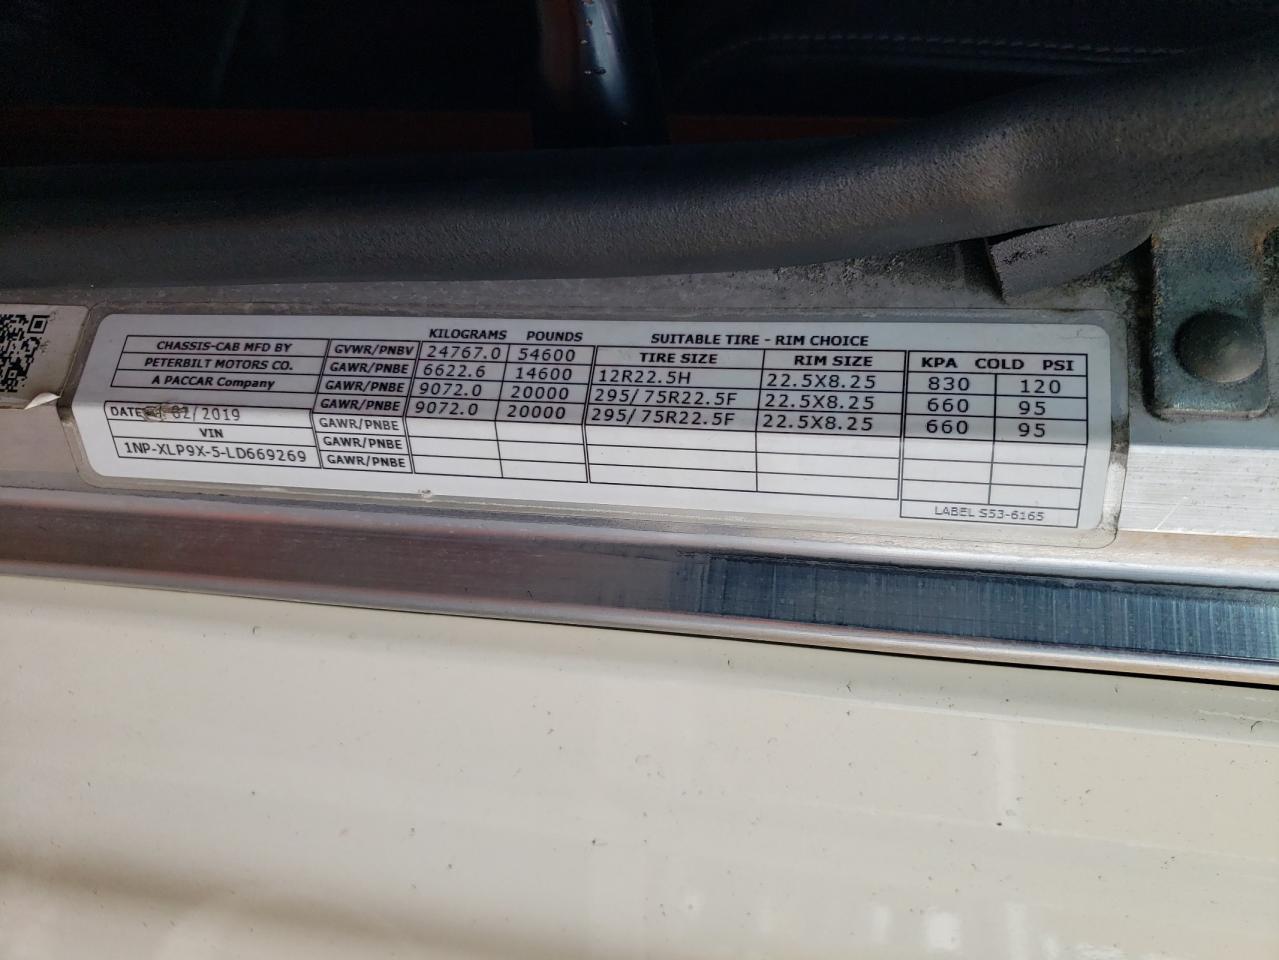 KILOGRAMS POUNDS SUITABLE TIRE - RIM CHOICE
CHASSIS-CAB MFD BY GVWR/PNBV 24767.0 54600 TIRE SIZE RIM SIZE KPA COLD PSI
PETERBILT MOTORS CO. GAWR/PNBE 6622.6 14600 12R22.5H 22.5X8.25 830 120
A PACCAR Company GAWR/PNBE 9072.0 20000 295/75R22.5F 22.5X8.25 660 95
GAWR/PNBE 9072.0 20000 295/75R22.5F 22.5X8.25 660 95
DATE 02/2019 GAWR/PNBE
VIN
1NP-XLP9X-5-LD669269 GAWR/PNBE
LABEL S53-6165